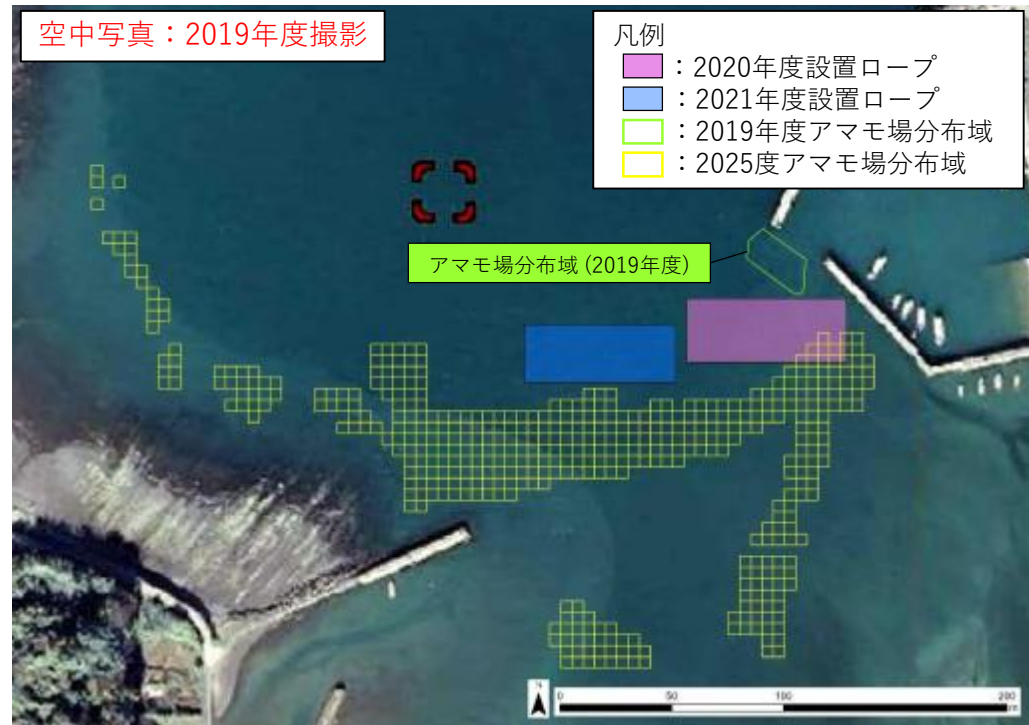 空中写真：2019年度撮影
凡例
：2020年度設置ロープ
：2021年度設置ロープ
：2019年度アマモ場分布域
：2025度アマモ場分布域
アマモ場分布域 (2019年度)
N
0 50 100 200
m